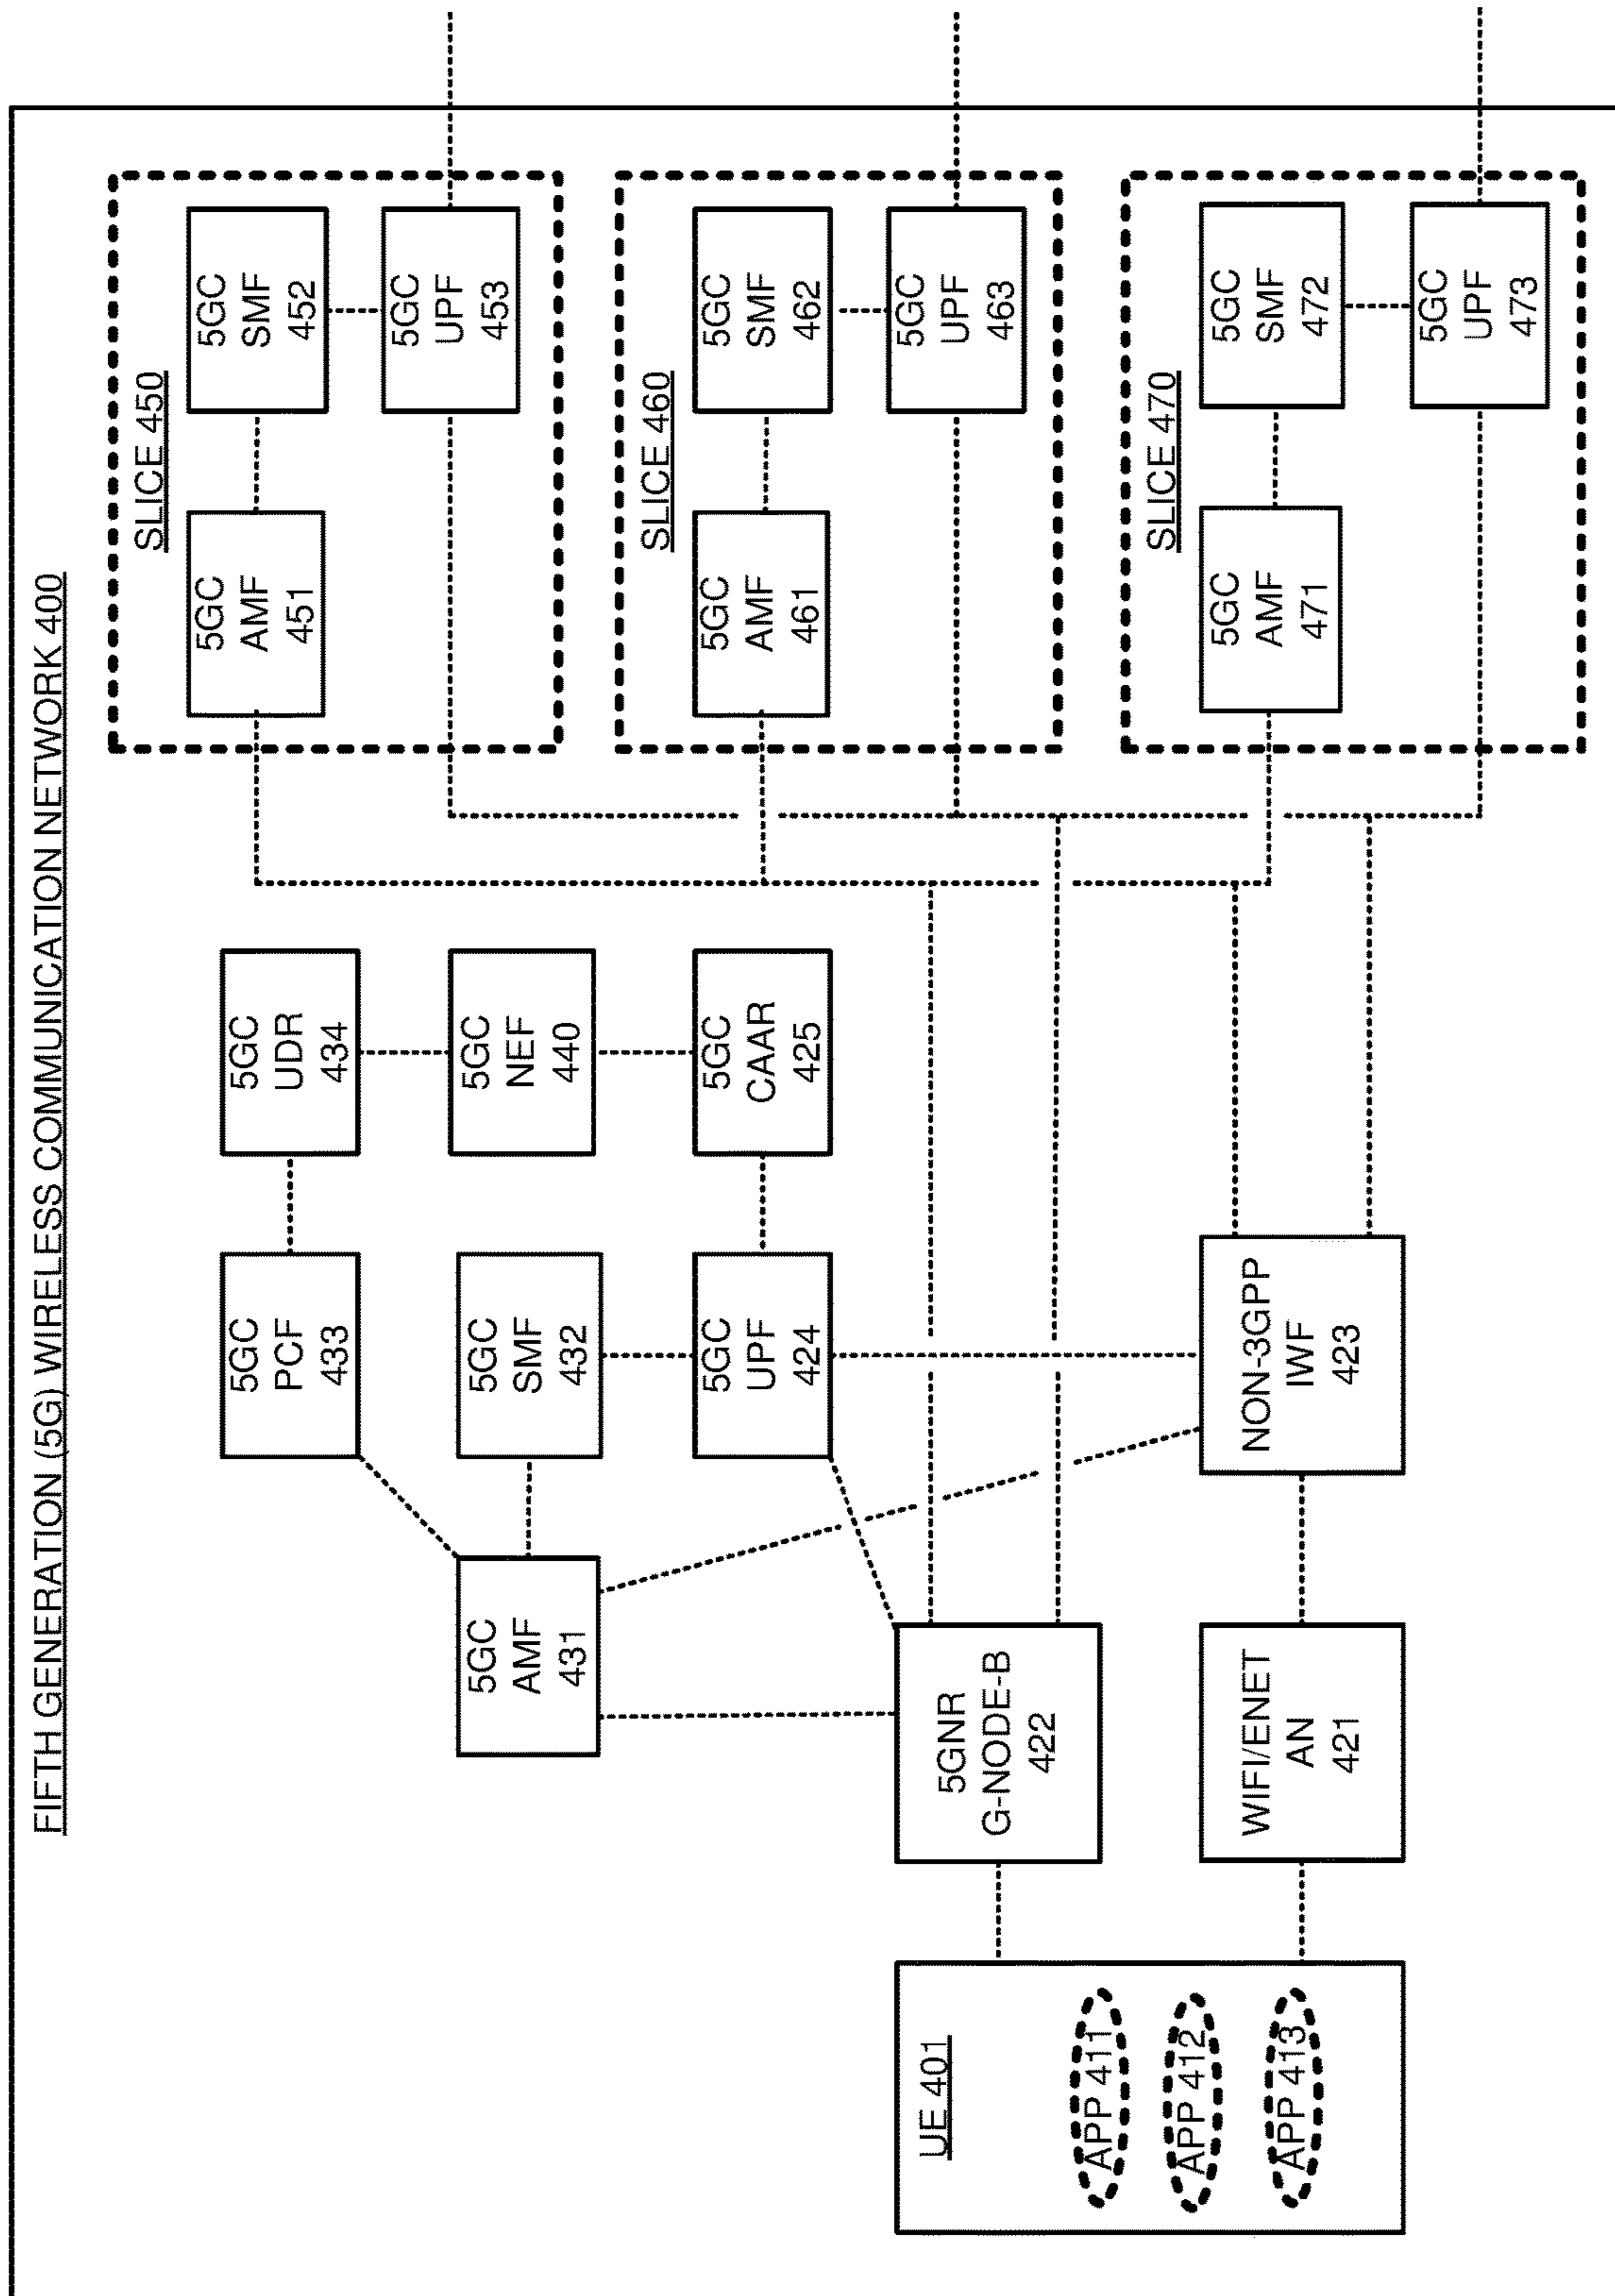 FIFTH GENERATION (5G) WIRELESS COMMUNICATION NETWORK 400
UE 401
APP 411
APP 412
APP 413
5GNR
G-NODE-B
422
WIFI/ENET
AN
421
5GC
AMF
431
NON-3GPP
IWF
423
5GC
PCF
433
5GC
SMF
432
5GC
UPF
424
5GC
UDR
434
5GC
NEF
440
5GC
CAAR
425
SLICE 450
5GC
AMF
451
5GC
SMF
452
5GC
UPF
453
SLICE 460
5GC
AMF
461
5GC
SMF
462
5GC
UPF
463
SLICE 470
5GC
AMF
471
5GC
SMF
472
5GC
UPF
473